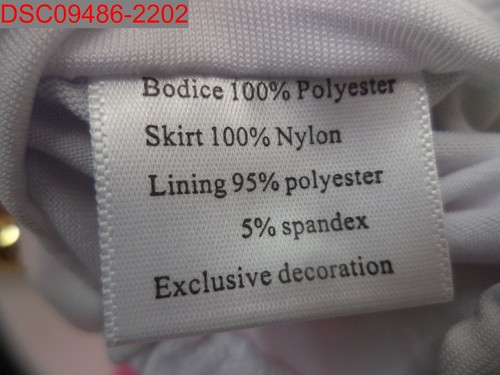 DSC09486-2202
Bodice 100% Polyester
Skirt 100% Nylon
Lining 95% polyester
5% spandex
Exclusive decoration